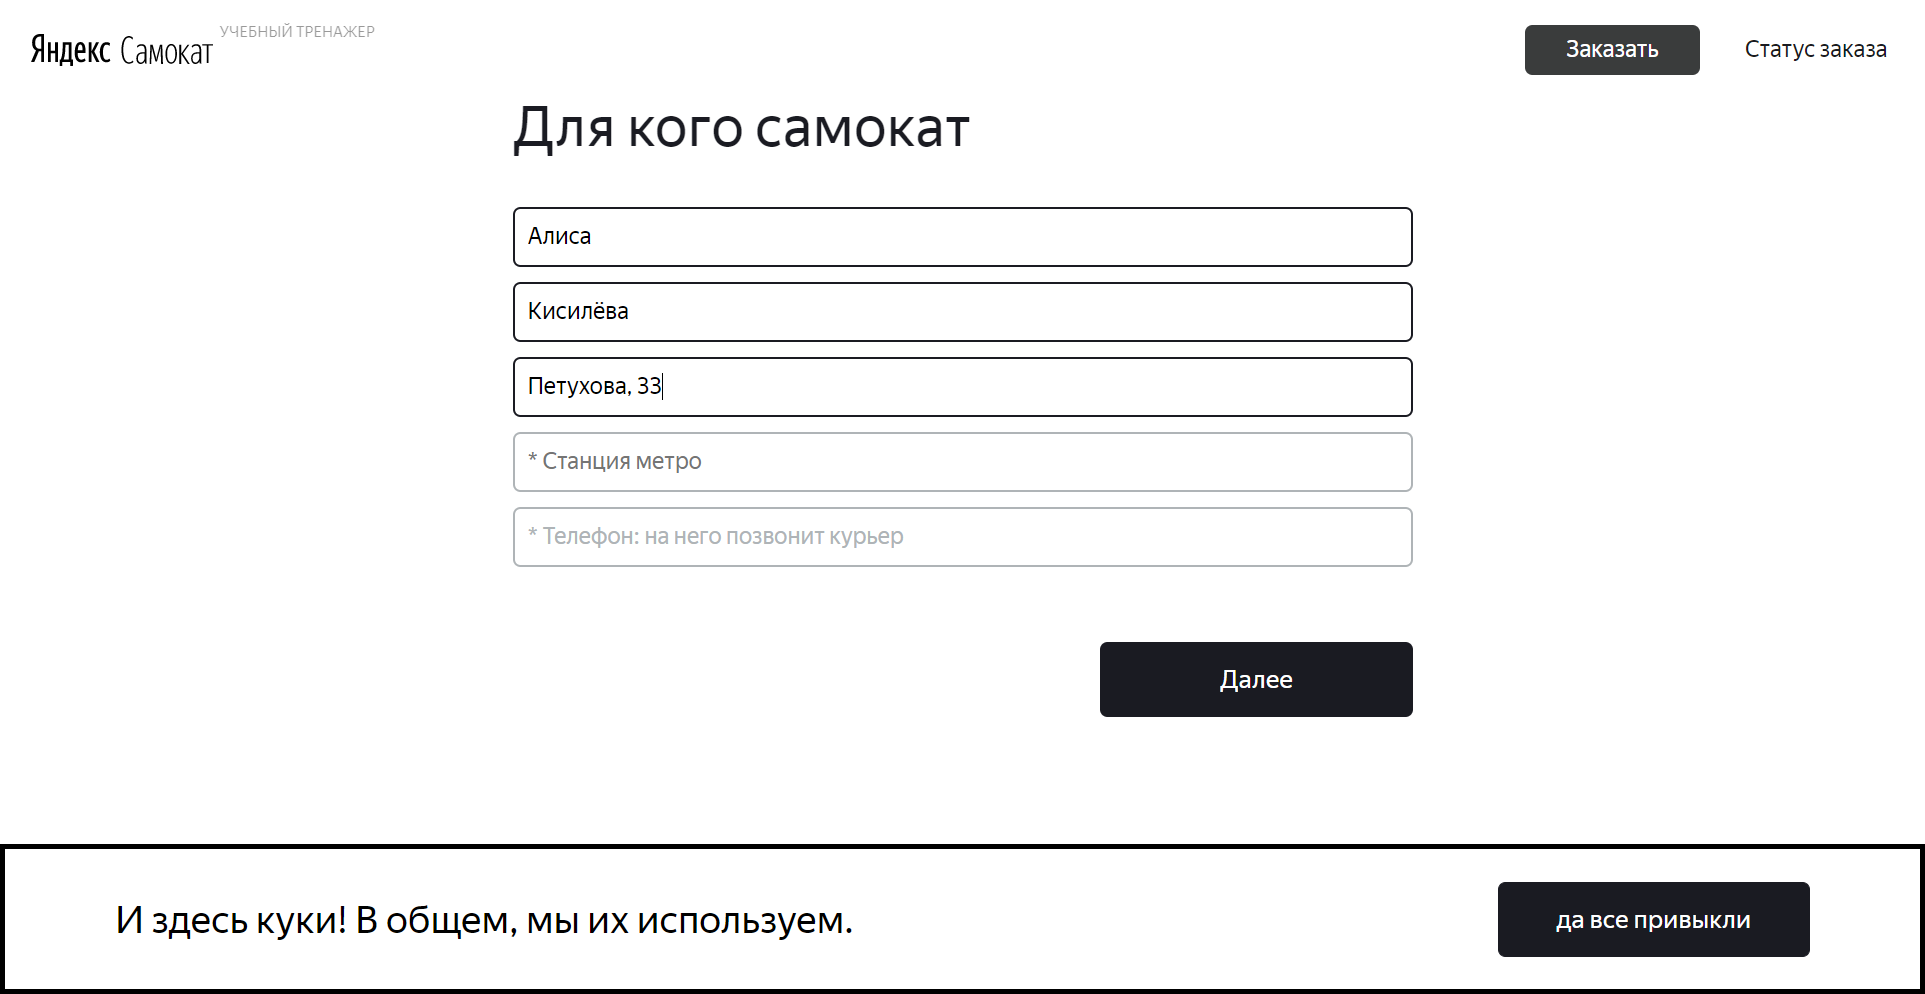 Яндекс Самокат
УЧЕБНЫЙ ТРЕНАЖЕР
Заказать
Статус заказа
Для кого самокат
Алиса
Кисилёва
Петухова, 33
* Станция метро
* Телефон: на него позвонит курьер
Далее
И здесь куки! В общем, мы их используем.
да все привыкли